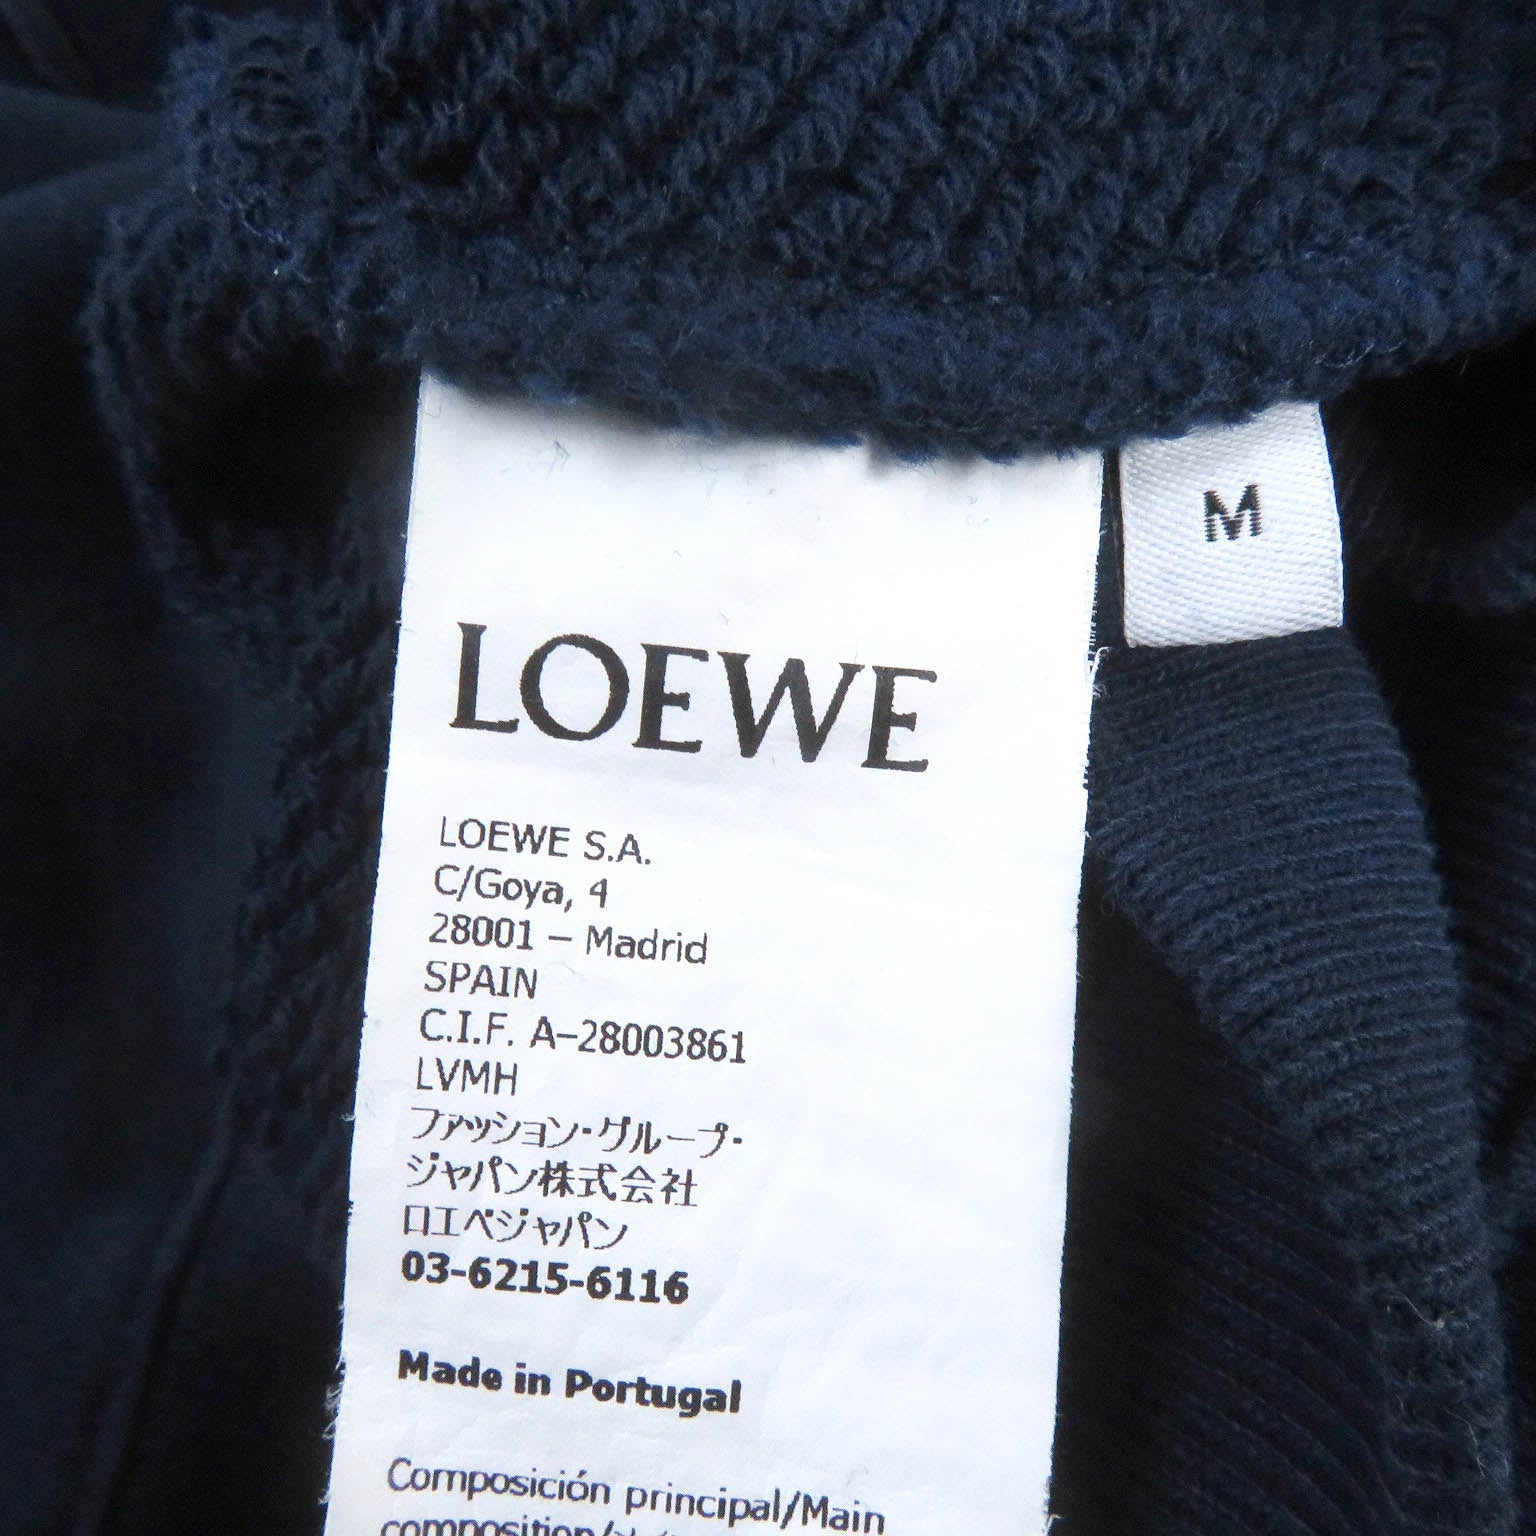 M
LOEWE
LOEWE S.A.
C/Goya, 4
28001 – Madrid
SPAIN
C.I.F. A–28003861
LVMH
ファッション・グループ・
ジャパン株式会社
ロエベジャパン
03-6215-6116
Made in Portugal
Composición principal/Main
composition/